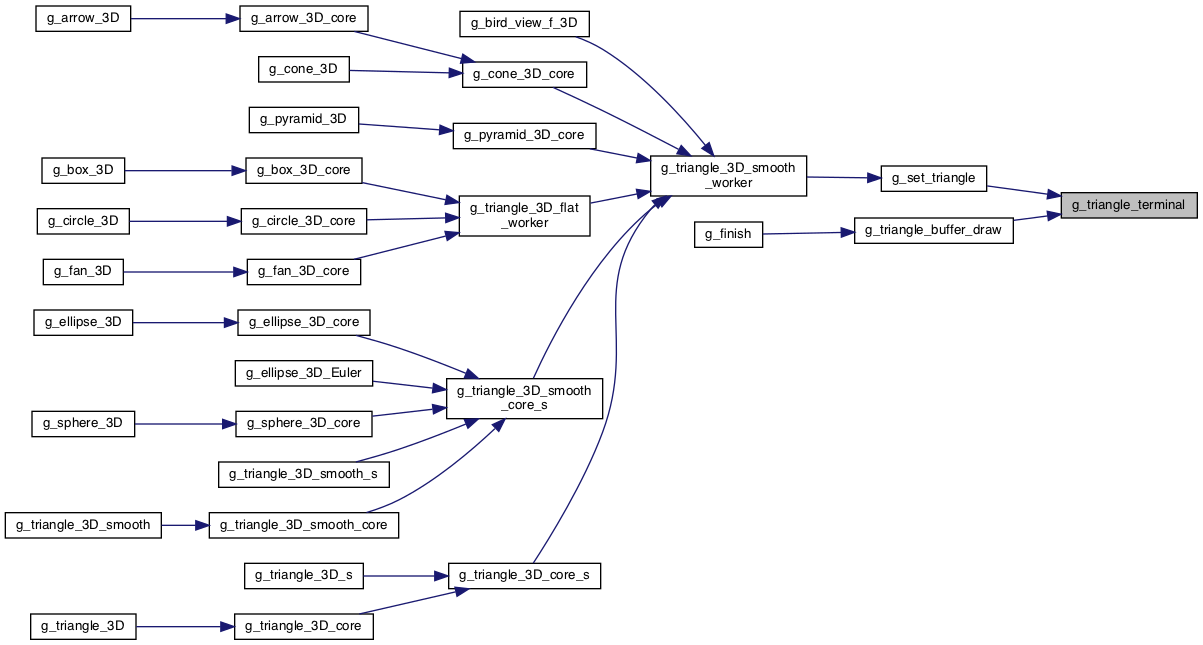 g_arrow_3D
g_arrow_3D_core
g_bird_view_f_3D
g_cone_3D
g_cone_3D_core
g_pyramid_3D
g_pyramid_3D_core
g_box_3D
g_box_3D_core
g_triangle_3D_smooth
_worker
g_set_triangle
g_triangle_terminal
g_circle_3D
g_circle_3D_core
g_triangle_3D_flat
_worker
g_finish
g_triangle_buffer_draw
g_fan_3D
g_fan_3D_core
g_ellipse_3D
g_ellipse_3D_core
g_ellipse_3D_Euler
g_triangle_3D_smooth
_core_s
g_sphere_3D
g_sphere_3D_core
g_triangle_3D_smooth_s
g_triangle_3D_smooth
g_triangle_3D_smooth_core
g_triangle_3D_s
g_triangle_3D_core_s
g_triangle_3D
g_triangle_3D_core